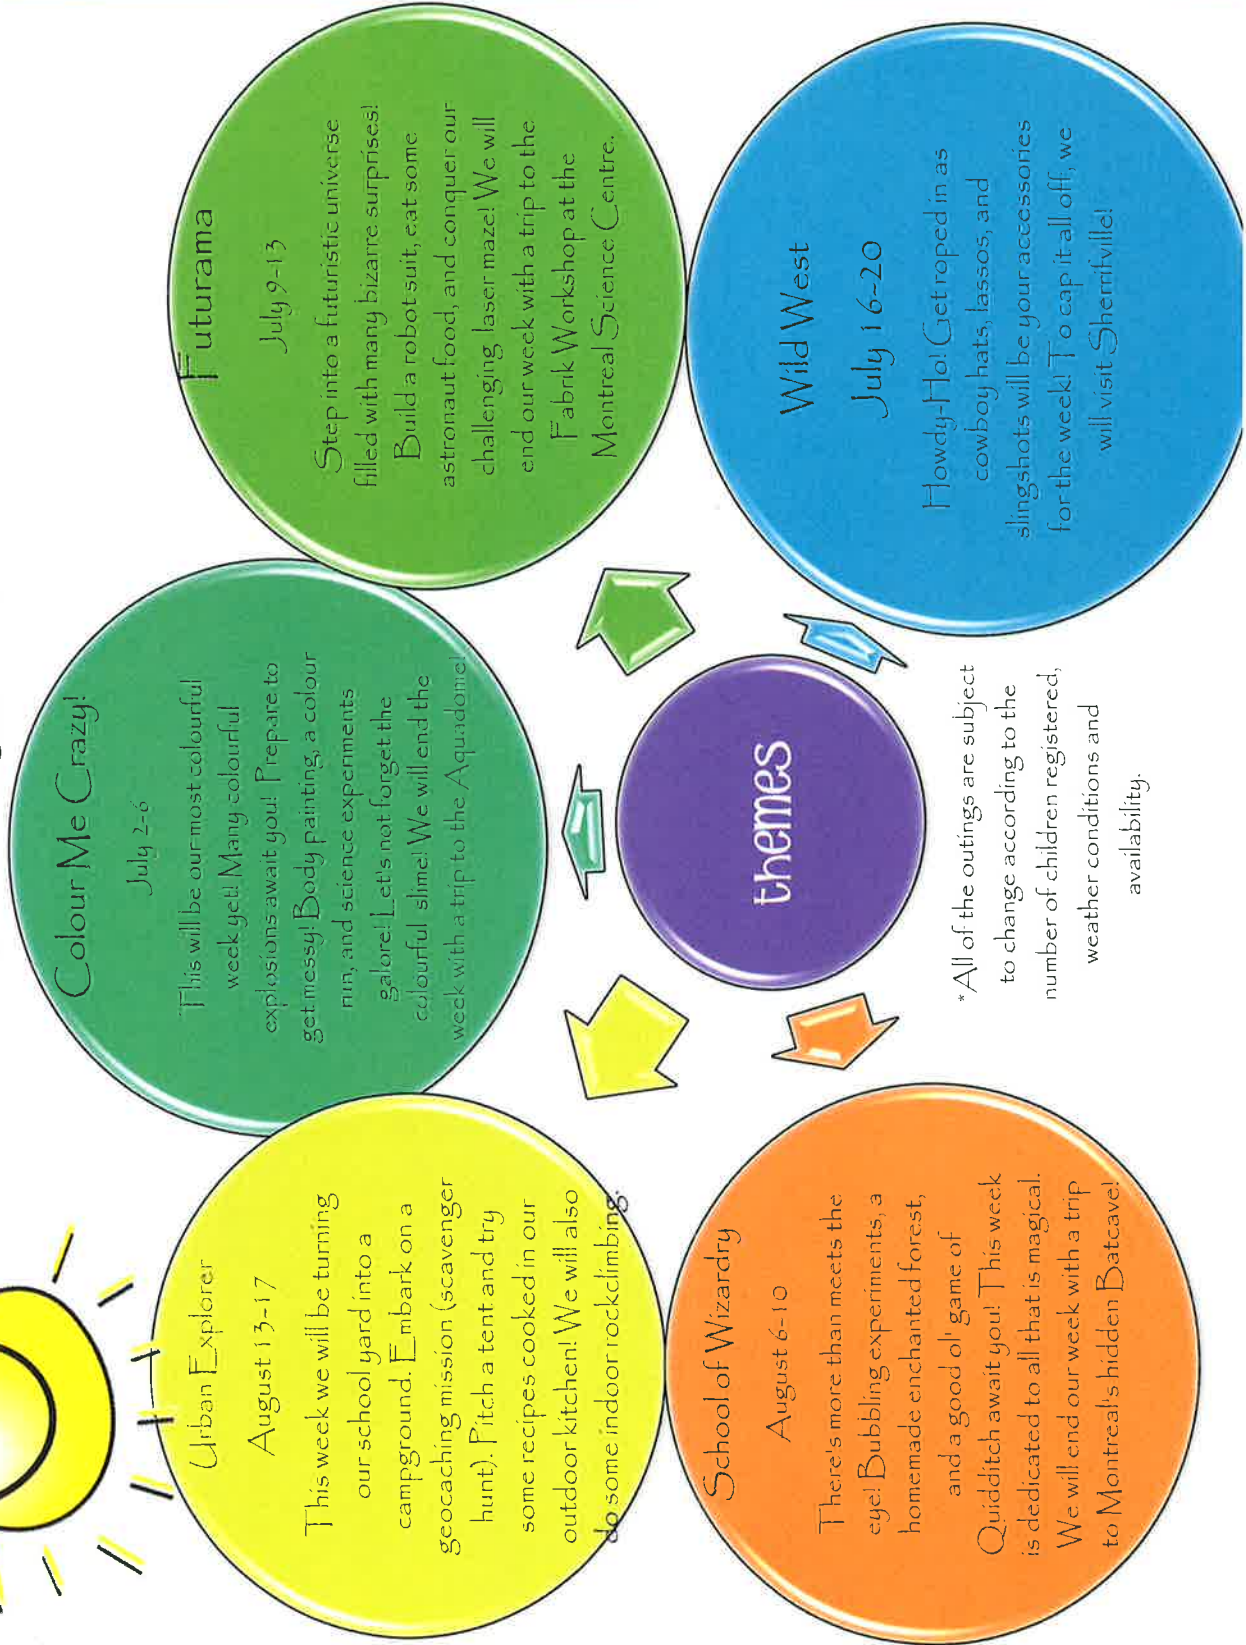 Colour Me Crazy!
July 2-6
This will be our most colourful
week yet! Many colourful
explosions await you! Prepare to
get messy! Body painting, a colour
run, and science experiments
galore! Let's not forget the
colourful slime! We will end the
week with a trip to the Aquadome!
Futurama
July 9-13
Step into a futuristic universe
filled with many bizarre surprises!
Build a robot suit, eat some
astronaut food, and conquer our
challenging laser maze! We will
end our week with a trip to the
Fabrik Workshop at the
Montreal Science Centre.
Wild West
July 16-20
Howdy-Ho! Get roped in as
cowboy hats, lassos, and
slingshots will be your accessories
for the week! To cap it all off, we
will visit Sherrifville!
School of Wizardry
August 6-10
There's more than meets the
eye! Bubbling experiments, a
homemade enchanted forest,
and a good ol' game of
Quidditch await you! This week
is dedicated to all that is magical.
We will end our week with a trip
to Montreal's hidden Batcave!
Urban Explorer
August 13-17
This week we will be turning
our school yard into a
campground. Embark on a
geocaching mission (scavenger
hunt). Pitch a tent and try
some recipes cooked in our
outdoor kitchen! We will also
do some indoor rock climbing.
themes
*All of the outings are subject
to change according to the
number of children registered,
weather conditions and
availability.